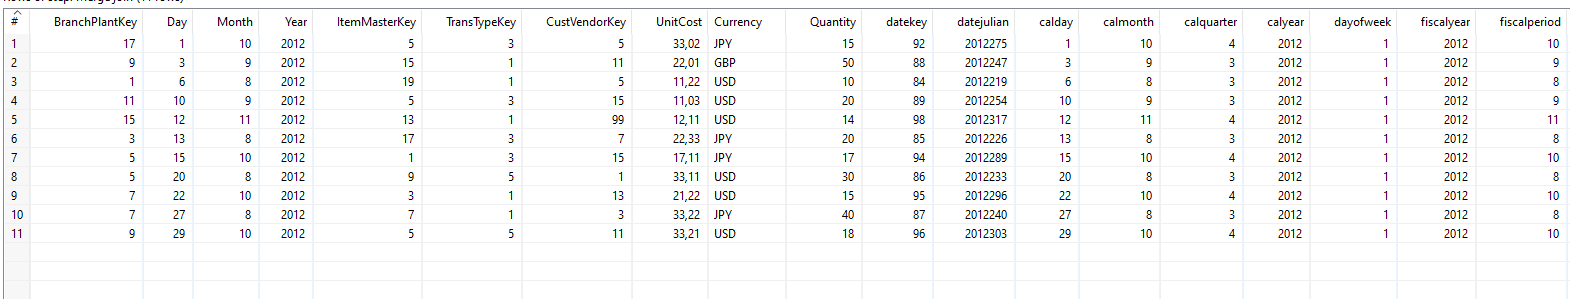 # BranchPlantKey Day Month Year ItemMasterKey TransTypeKey CustVendorKey UnitCost Currency Quantity datekey datejulian calday calmonth calquarter calyear dayofweek fiscalyear fiscalperiod
1 17 1 10 2012 5 3 5 33,02 JPY 15 92 2012275 1 10 4 2012 1 2012 10
2 9 3 9 2012 15 1 11 22,01 GBP 50 88 2012247 3 9 3 2012 1 2012 9
3 1 6 8 2012 19 1 5 11,22 USD 10 84 2012219 6 8 3 2012 1 2012 8
4 11 10 9 2012 5 3 15 11,03 USD 20 89 2012254 10 9 3 2012 1 2012 9
5 15 12 11 2012 13 1 99 12,11 USD 14 98 2012317 12 11 4 2012 1 2012 11
6 3 13 8 2012 17 3 7 22,33 JPY 20 85 2012226 13 8 3 2012 1 2012 8
7 5 15 10 2012 1 3 15 17,11 JPY 17 94 2012289 15 10 4 2012 1 2012 10
8 5 20 8 2012 9 5 1 33,11 USD 30 86 2012233 20 8 3 2012 1 2012 8
9 7 22 10 2012 3 1 13 21,22 USD 15 95 2012296 22 10 4 2012 1 2012 10
10 7 27 8 2012 7 1 3 33,22 JPY 40 87 2012240 27 8 3 2012 1 2012 8
11 9 29 10 2012 5 5 11 33,21 USD 18 96 2012303 29 10 4 2012 1 2012 10